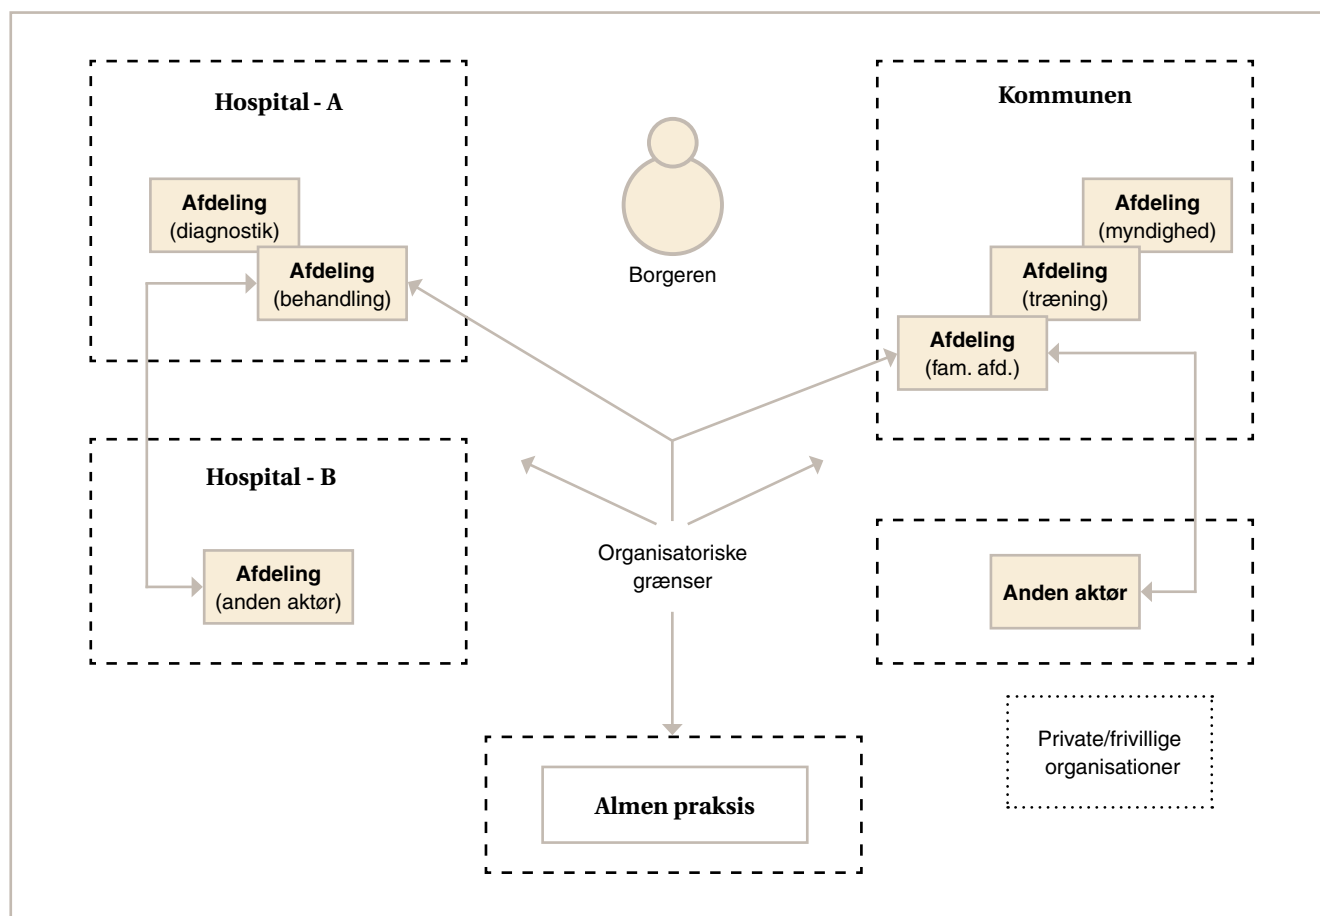 Hospital - A
Afdeling
(diagnostik)
Afdeling
(behandling)
Borgeren
Kommunen
Afdeling
(myndighed)
Afdeling
(træning)
Afdeling
(fam. afd.)
Hospital - B
Afdeling
(anden aktør)
Organisatoriske
grænser
Anden aktør
Private/frivillige
organisationer
Almen praksis